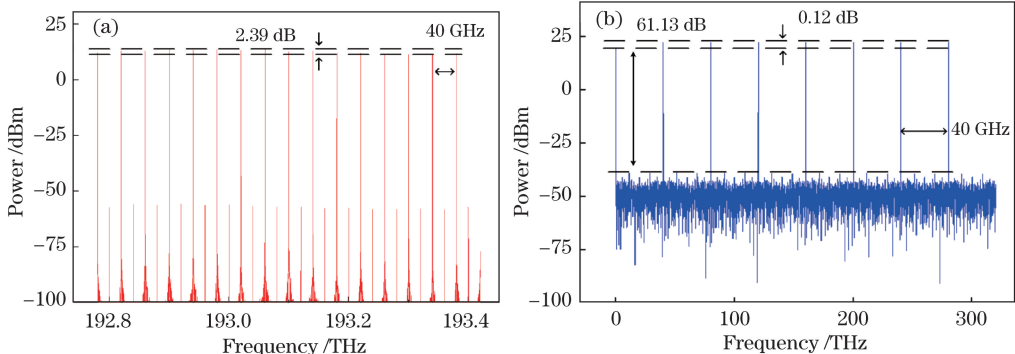 (a)
2.39 dB
40 GHz
25
0
−25
−50
−75
−100
Power /dBm
192.8
193.0
193.2
193.4
Frequency /THz
(b)
61.13 dB
0.12 dB
40 GHz
25
0
−25
−50
−75
−100
Power /dBm
0
100
200
300
Frequency /THz